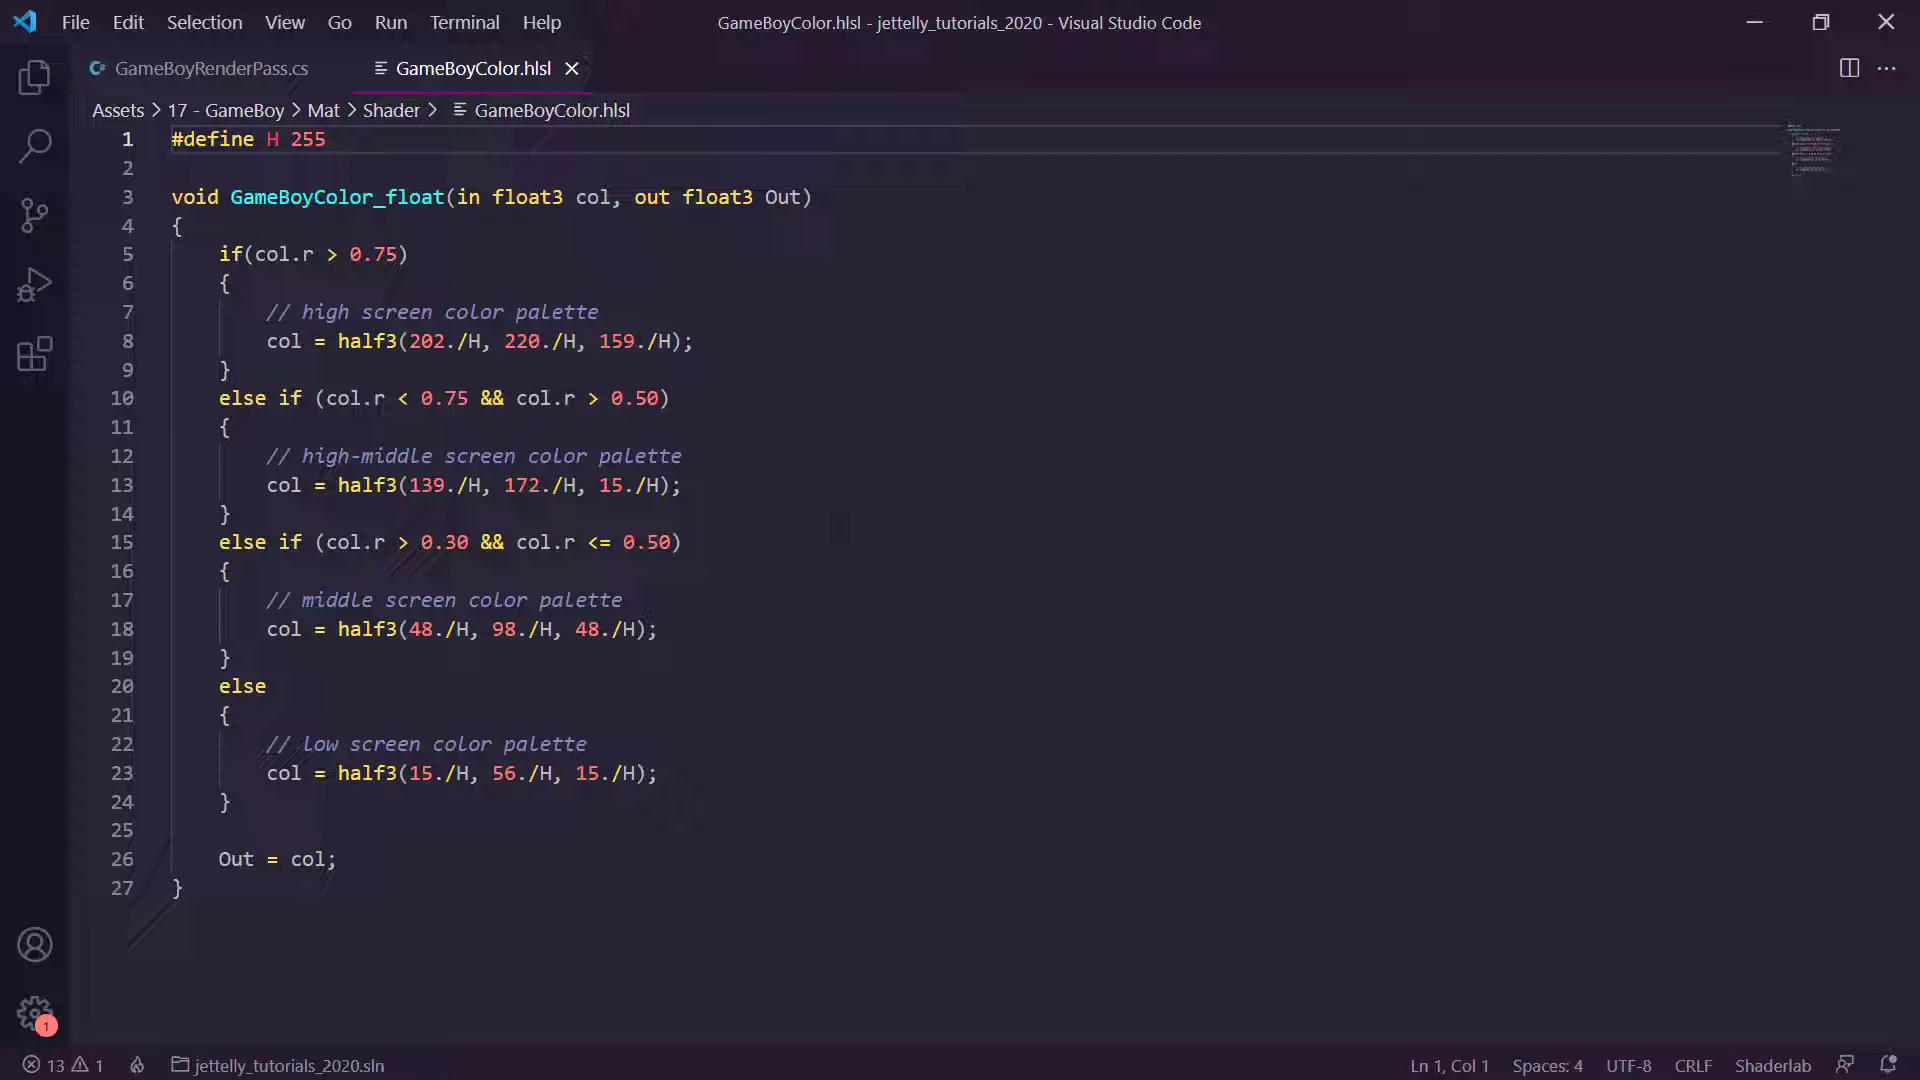 File Edit Selection View Go Run Terminal Help GameBoyColor.hlsl - jettelly_tutorials_2020 - Visual Studio Code
GameBoyRenderPass.cs GameBoyColor.hlsl
Assets > 17 - GameBoy > Mat > Shader > GameBoyColor.hlsl
1 #define H 255
2
3 void GameBoyColor_float(in float3 col, out float3 Out)
4 {
5 if(col.r > 0.75)
6 {
7 // high screen color palette
8 col = half3(202./H, 220./H, 159./H);
9 }
10 else if (col.r < 0.75 && col.r > 0.50)
11 {
12 // high-middle screen color palette
13 col = half3(139./H, 172./H, 15./H);
14 }
15 else if (col.r > 0.30 && col.r <= 0.50)
16 {
17 // middle screen color palette
18 col = half3(48./H, 98./H, 48./H);
19 }
20 else
21 {
22 // low screen color palette
23 col = half3(15./H, 56./H, 15./H);
24 }
25
26 Out = col;
27 }
1
13 1 jettelly_tutorials_2020.sln Ln 1, Col 1 Spaces: 4 UTF-8 CRLF Shaderlab